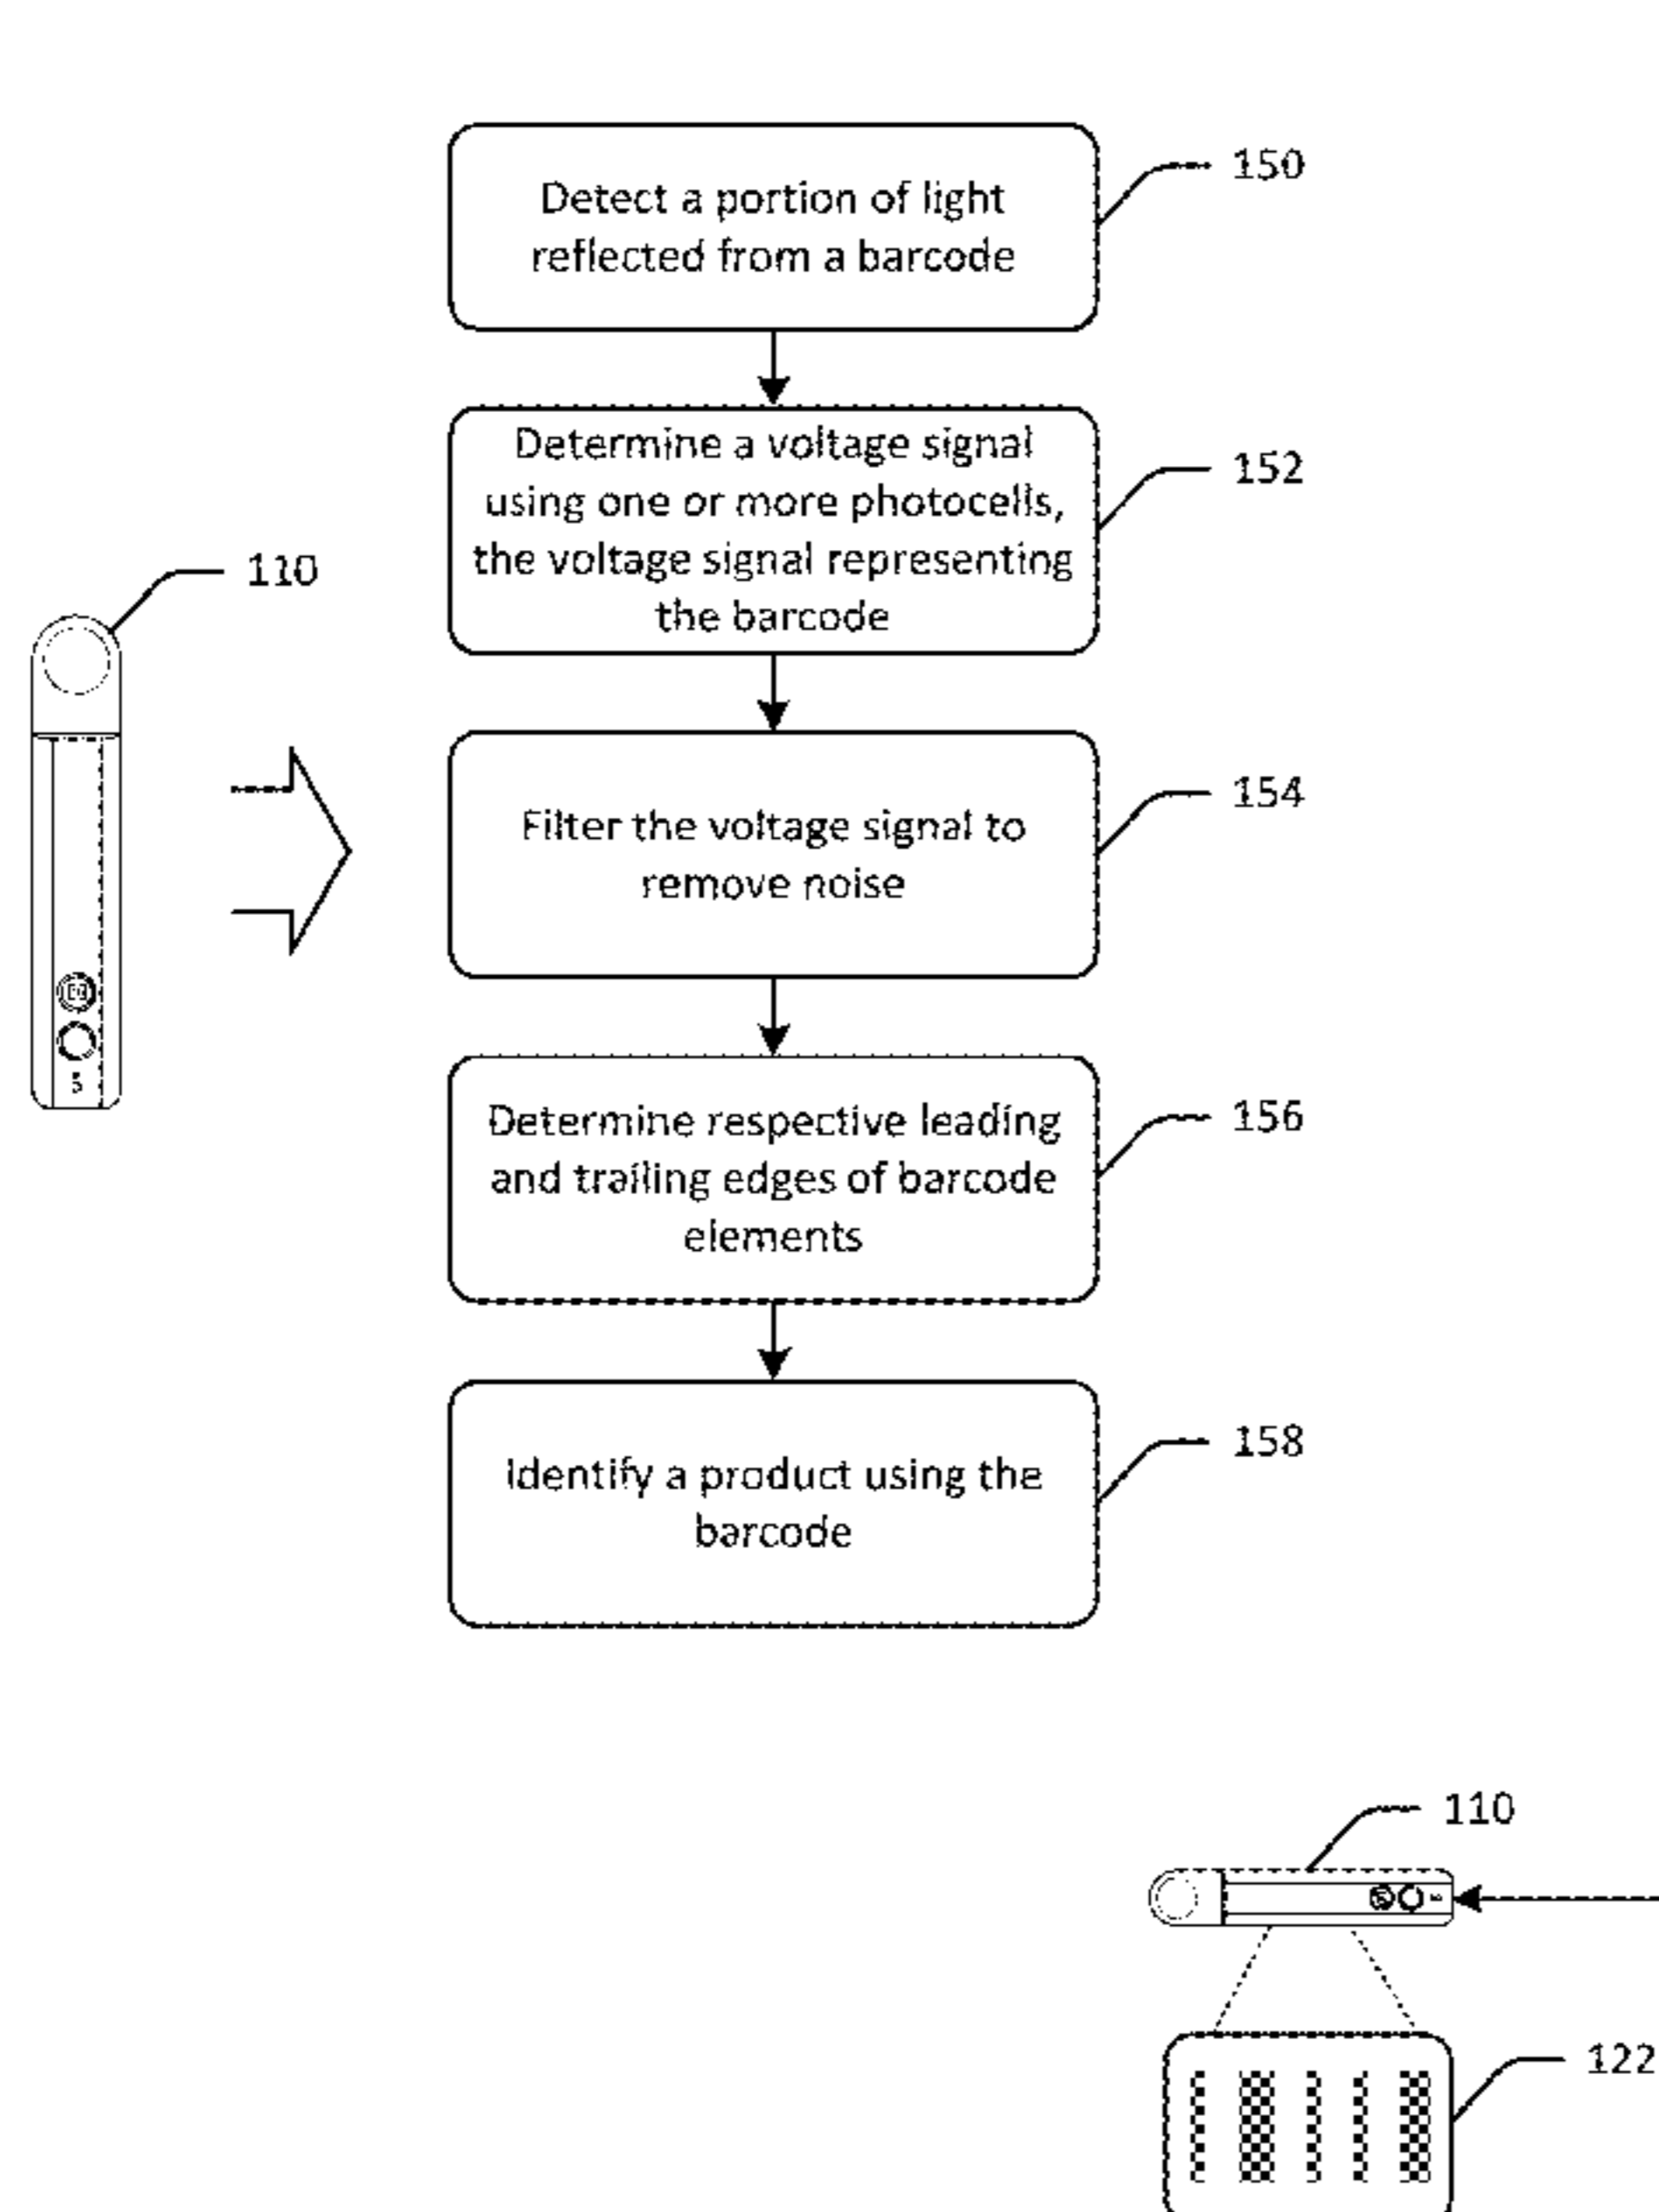 150
Detect a portion of light
reflected from a barcode
Determine a voltage signal
using one or more photocells,
the voltage signal representing
the barcode
152
110
154
Filter the voltage signal to
remove noise
156
Determine respective leading
and trailing edges of barcode
elements
158
Identify a product using the
barcode
110
122